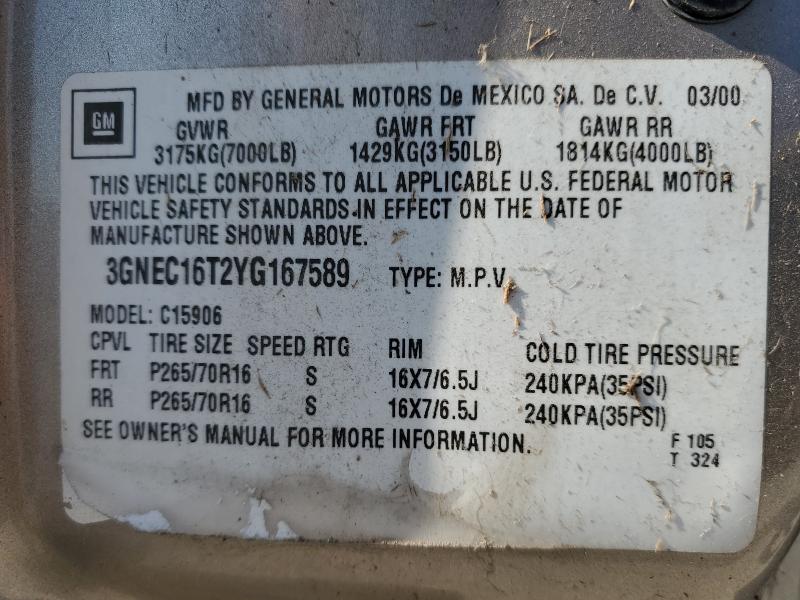 GM
MFD BY GENERAL MOTORS De MEXICO SA. De C.V. 03/00
GVWR GAWR FRT GAWR RR
3175KG(7000LB) 1429KG(3150LB) 1814KG(4000LB)
THIS VEHICLE CONFORMS TO ALL APPLICABLE U.S. FEDERAL MOTOR
VEHICLE SAFETY STANDARDS IN EFFECT ON THE DATE OF
MANUFACTURE SHOWN ABOVE.
3GNEC16T2YG167589 TYPE: M.P.V
MODEL: C15906
CPVL TIRE SIZE SPEED RTG RIM COLD TIRE PRESSURE
FRT P265/70R16 S 16X7/6.5J 240KPA(35PSI)
RR P265/70R16 S 16X7/6.5J 240KPA(35PSI)
SEE OWNER'S MANUAL FOR MORE INFORMATION.
F 105
T 324